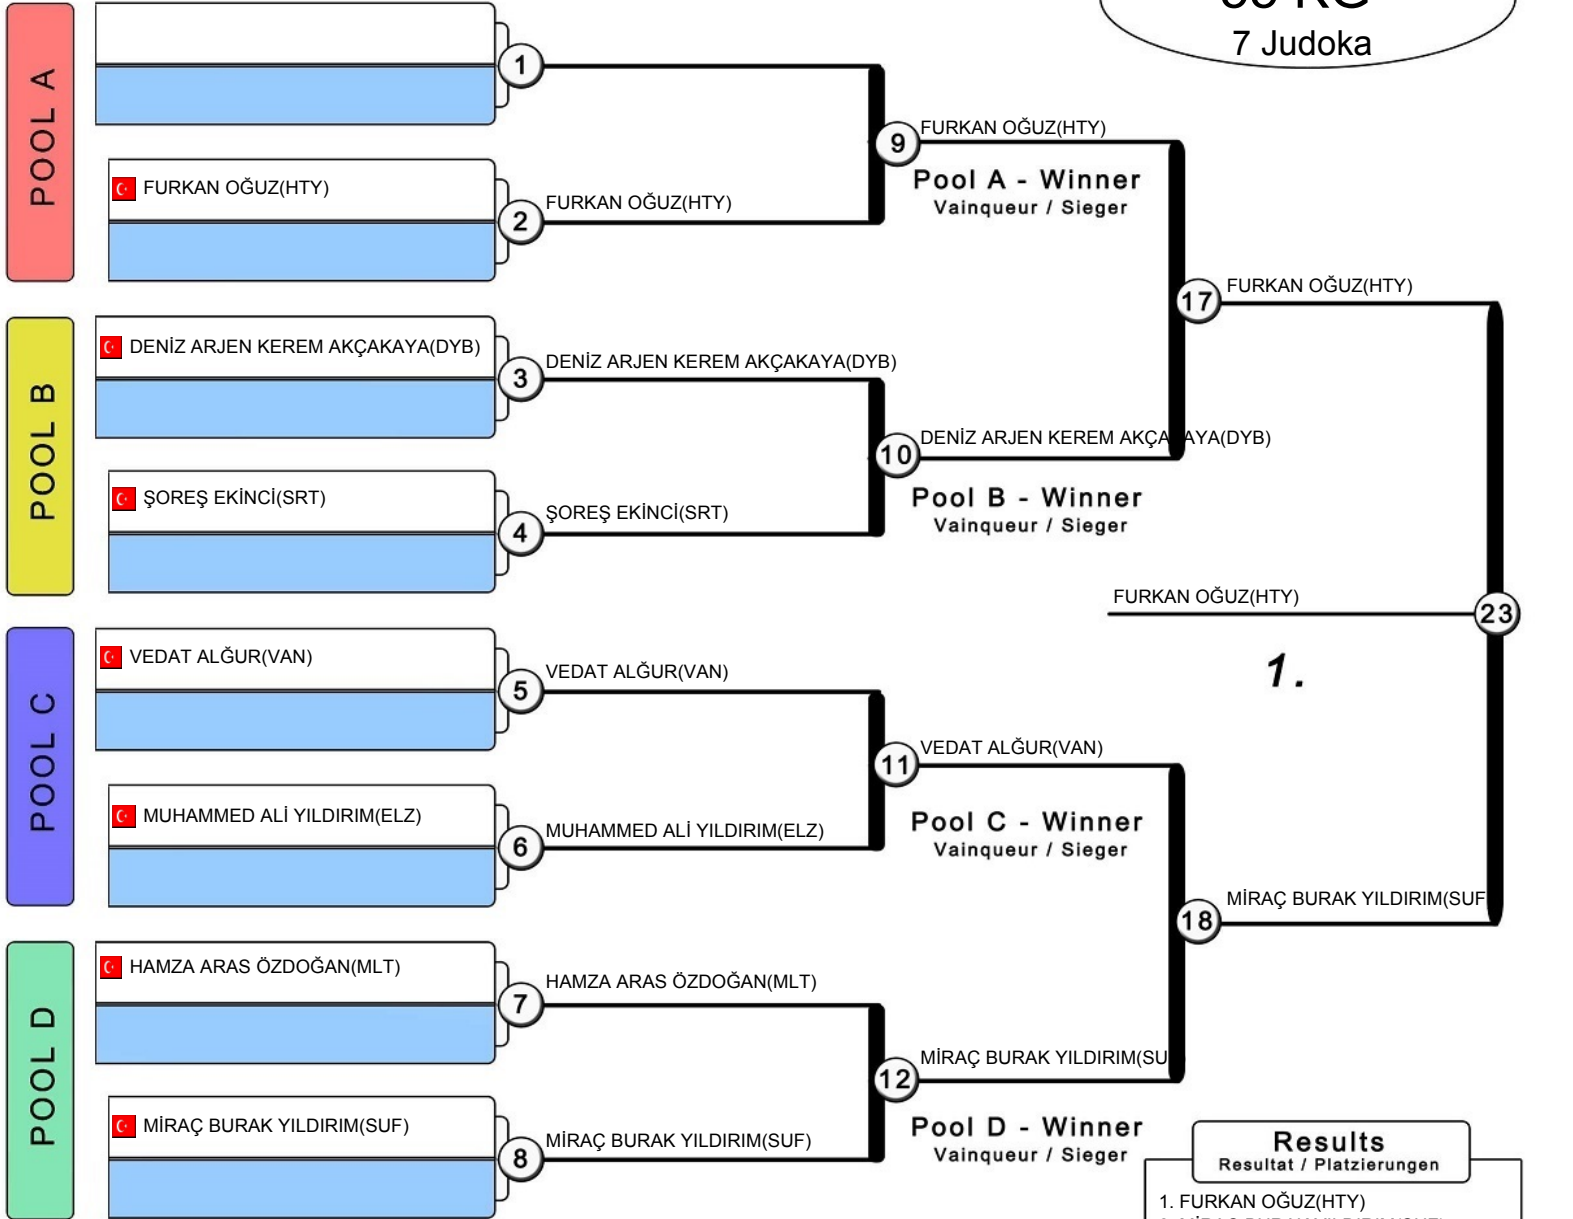 7 Judoka
POOL A
1
FURKAN OĞUZ(HTY)
2
FURKAN OĞUZ(HTY)
9
FURKAN OĞUZ(HTY)
Pool A - Winner
Vainqueur / Sieger
17
FURKAN OĞUZ(HTY)
POOL B
DENİZ ARJEN KEREM AKÇAKAYA(DYB)
3
DENİZ ARJEN KEREM AKÇAKAYA(DYB)
ŞOREŞ EKİNCİ(SRT)
4
ŞOREŞ EKİNCİ(SRT)
10
DENİZ ARJEN KEREM AKÇAKAYA(DYB)
Pool B - Winner
Vainqueur / Sieger
FURKAN OĞUZ(HTY)
23
1.
POOL C
VEDAT ALĞUR(VAN)
5
VEDAT ALĞUR(VAN)
MUHAMMED ALİ YILDIRIM(ELZ)
6
MUHAMMED ALİ YILDIRIM(ELZ)
11
VEDAT ALĞUR(VAN)
Pool C - Winner
Vainqueur / Sieger
18
MİRAÇ BURAK YILDIRIM(SUF
POOL D
HAMZA ARAS ÖZDOĞAN(MLT)
7
HAMZA ARAS ÖZDOĞAN(MLT)
MİRAÇ BURAK YILDIRIM(SUF)
8
MİRAÇ BURAK YILDIRIM(SUF)
12
MİRAÇ BURAK YILDIRIM(SU
Pool D - Winner
Vainqueur / Sieger
Results
Resultat / Platzierungen
1. FURKAN OĞUZ(HTY)